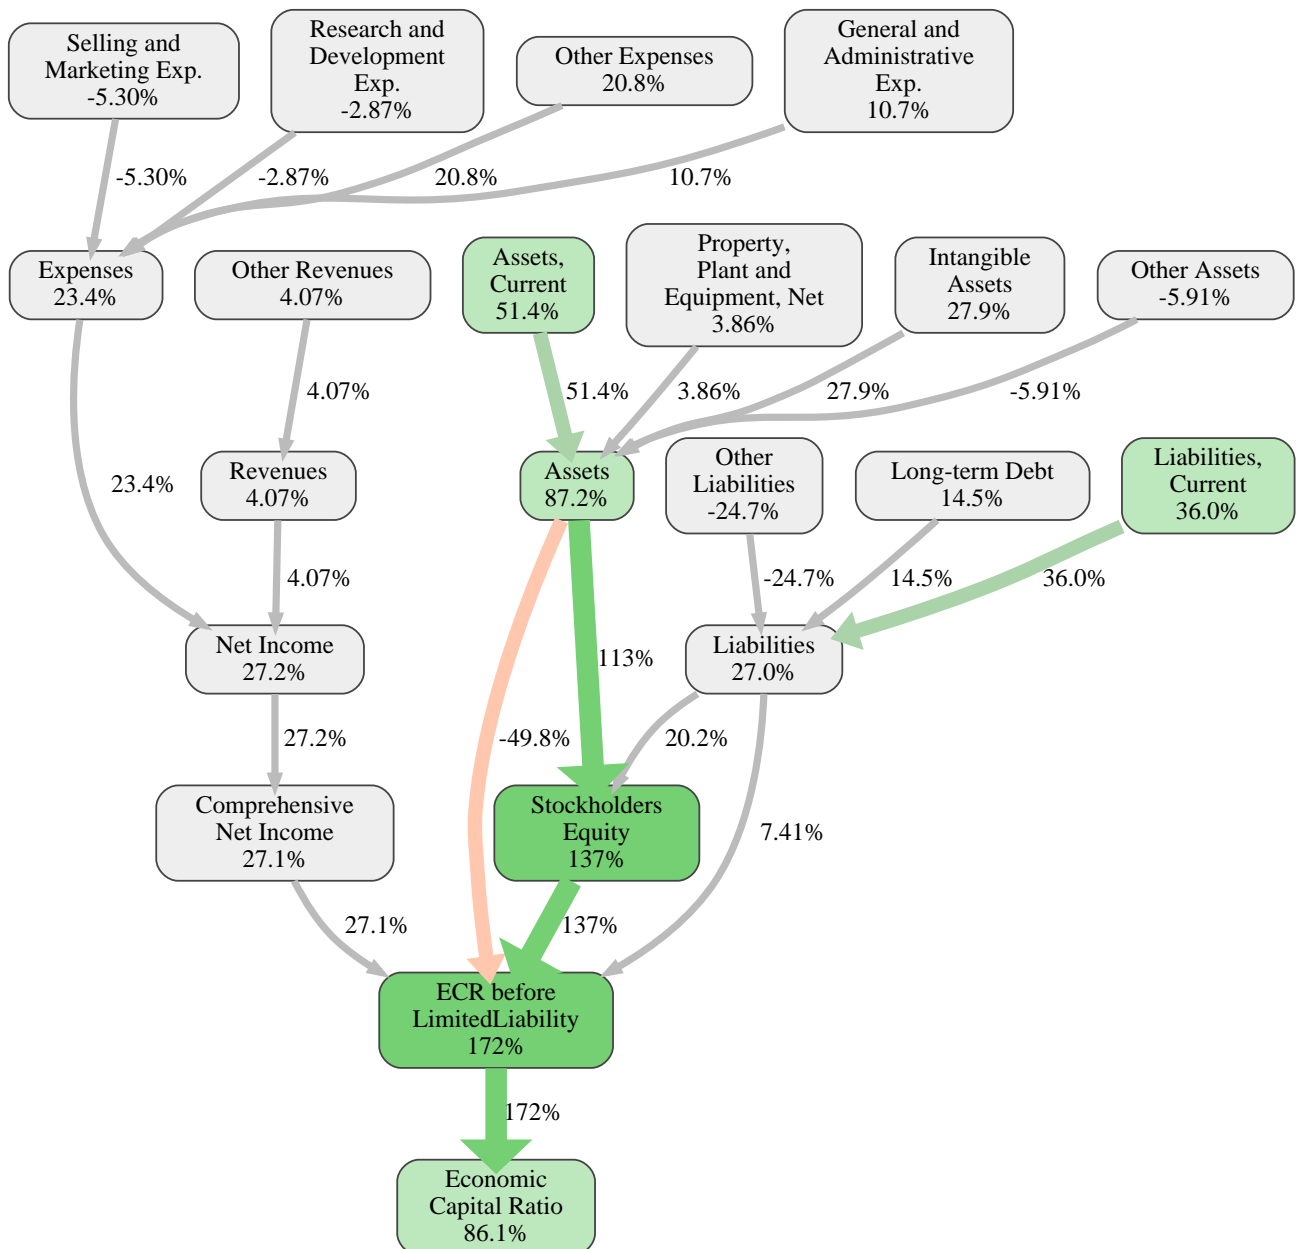 Selling and
Marketing Exp.
-5.30%
Research and
Development
Exp.
-2.87%
Other Expenses
20.8%
General and
Administrative
Exp.
10.7%
-5.30%
-2.87%
20.8%
10.7%
Expenses
23.4%
Other Revenues
4.07%
Assets,
Current
51.4%
Property,
Plant and
Equipment, Net
3.86%
Intangible
Assets
27.9%
Other Assets
-5.91%
4.07%
51.4%
3.86%
27.9%
-5.91%
23.4%
Revenues
4.07%
Assets
87.2%
Other
Liabilities
-24.7%
Long-term Debt
14.5%
Liabilities,
Current
36.0%
4.07%
-24.7%
14.5%
36.0%
Net Income
27.2%
113%
Liabilities
27.0%
27.2%
-49.8%
20.2%
Comprehensive
Net Income
27.1%
Stockholders
Equity
137%
7.41%
27.1%
137%
ECR before
LimitedLiability
172%
172%
Economic
Capital Ratio
86.1%